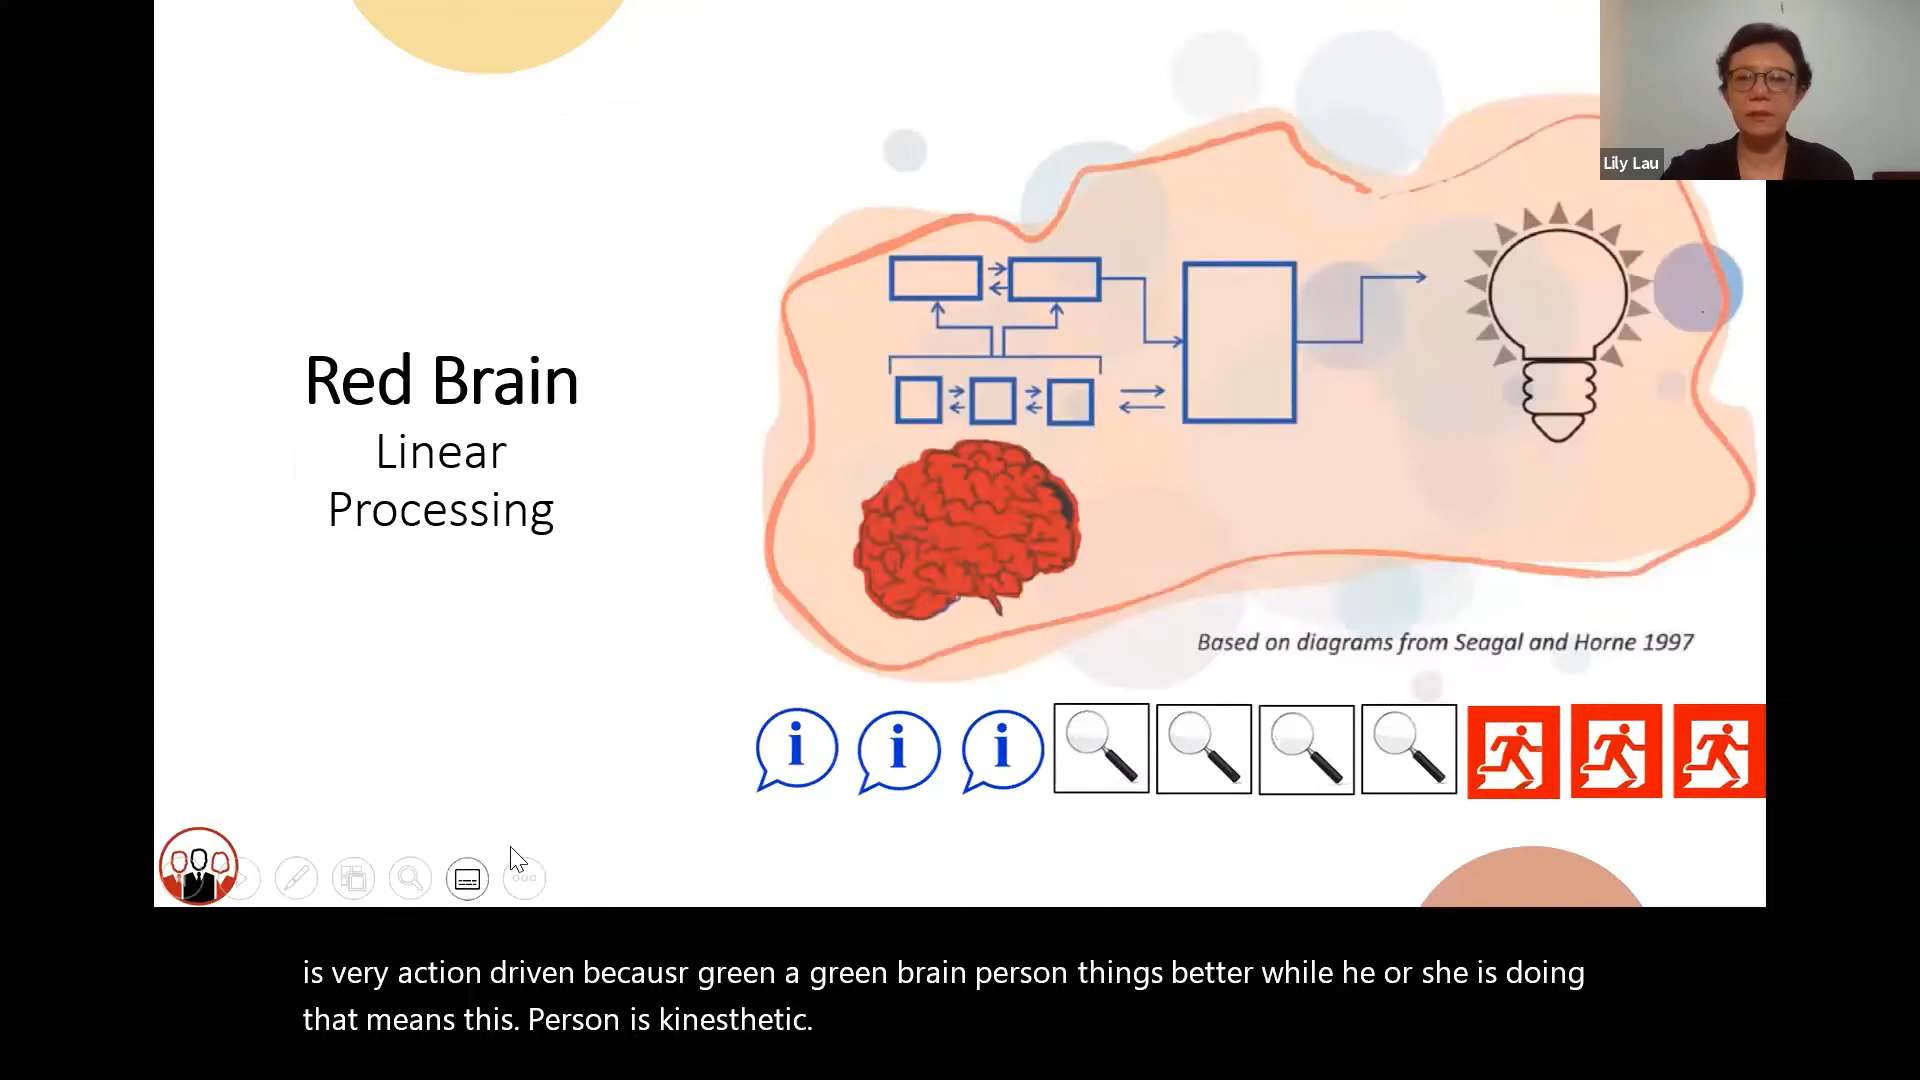 Lily Lau
Red Brain
Linear
Processing
Based on diagrams from Seagal and Horne 1997
i i i
is very action driven becausr green a green brain person things better while he or she is doing
that means this. Person is kinesthetic.